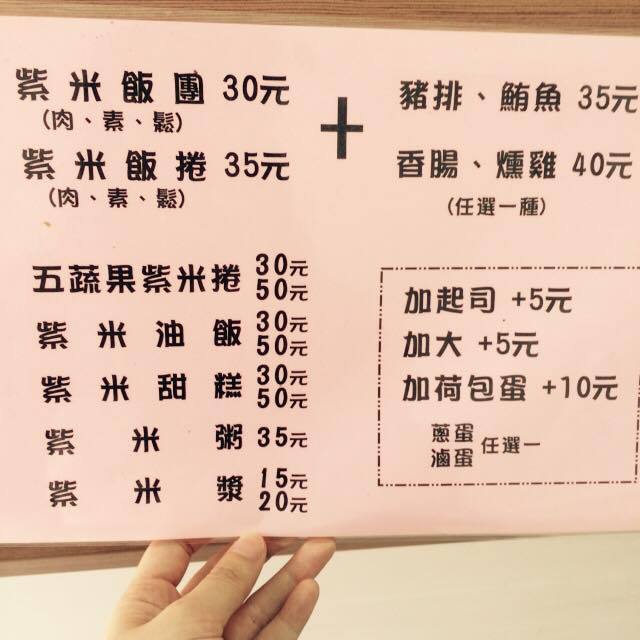 紫米飯團 30元
(肉、素、鬆)
紫米飯捲 35元
(肉、素、鬆)
+
豬排、鮪魚 35元
香腸、燻雞 40元
(任選一種)
五蔬果紫米捲 30元 50元
紫米油飯 30元 50元
紫米甜糕 30元 50元
紫米粥 35元
紫米漿 15元 20元
加起司 +5元
加大 +5元
加荷包蛋 +10元
蔥蛋 滷蛋 任選一